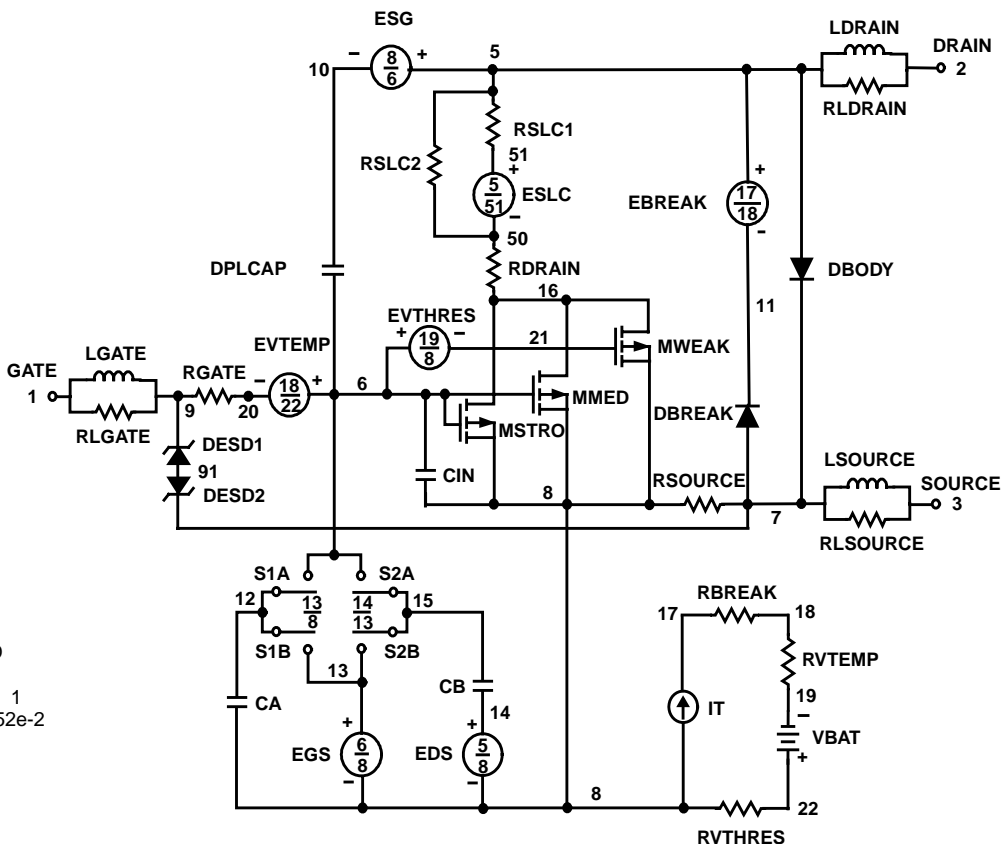 ESG
LDRAIN
DRAIN
2
RLDRAIN
10
−
8
6
+
5
RSLC1
51
RSLC2
+
5
51
−
ESLC
50
RDRAIN
16
+
17
18
−
EBREAK
11
DBODY
DPLCAP
EVTHRES
+
19
8
−
21
MWEAK
GATE
1
LGATE
RLGATE
9
RGATE
20
EVTEMP
−
18
22
+
6
MMED
MSTRO
DBREAK
DESD1
91
DESD2
CIN
8
RSOURCE
7
LSOURCE
SOURCE
3
RLSOURCE
S1A
S2A
12
13
8
14
13
15
S1B
S2B
13
CA
CB
14
+
6
8
−
EGS
+
5
8
−
EDS
8
RBREAK
17
18
RVTEMP
19
IT
−
VBAT
+
22
RVTHRES
1
52e-2